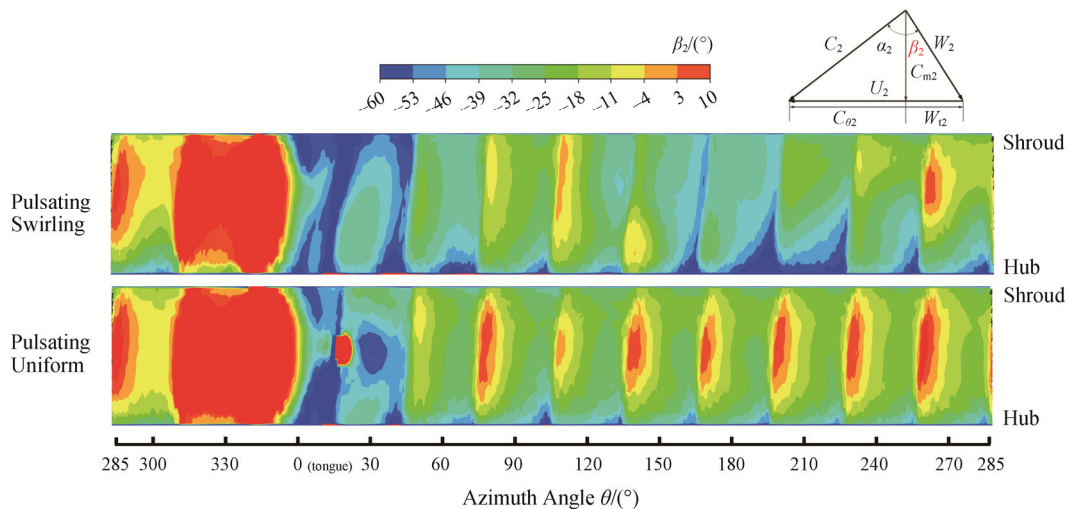 β₂/(°)
-60 -53 -46 -39 -32 -25 -18 -11 -4 3 10
C₂ α₂ β₂ W₂
Cm2
U₂
Cθ2 Wt2
Pulsating
Swirling
Shroud
Hub
Pulsating
Uniform
Shroud
Hub
285 300 330 0 (tongue) 30 60 90 120 150 180 210 240 270 285
Azimuth Angle θ/(°)